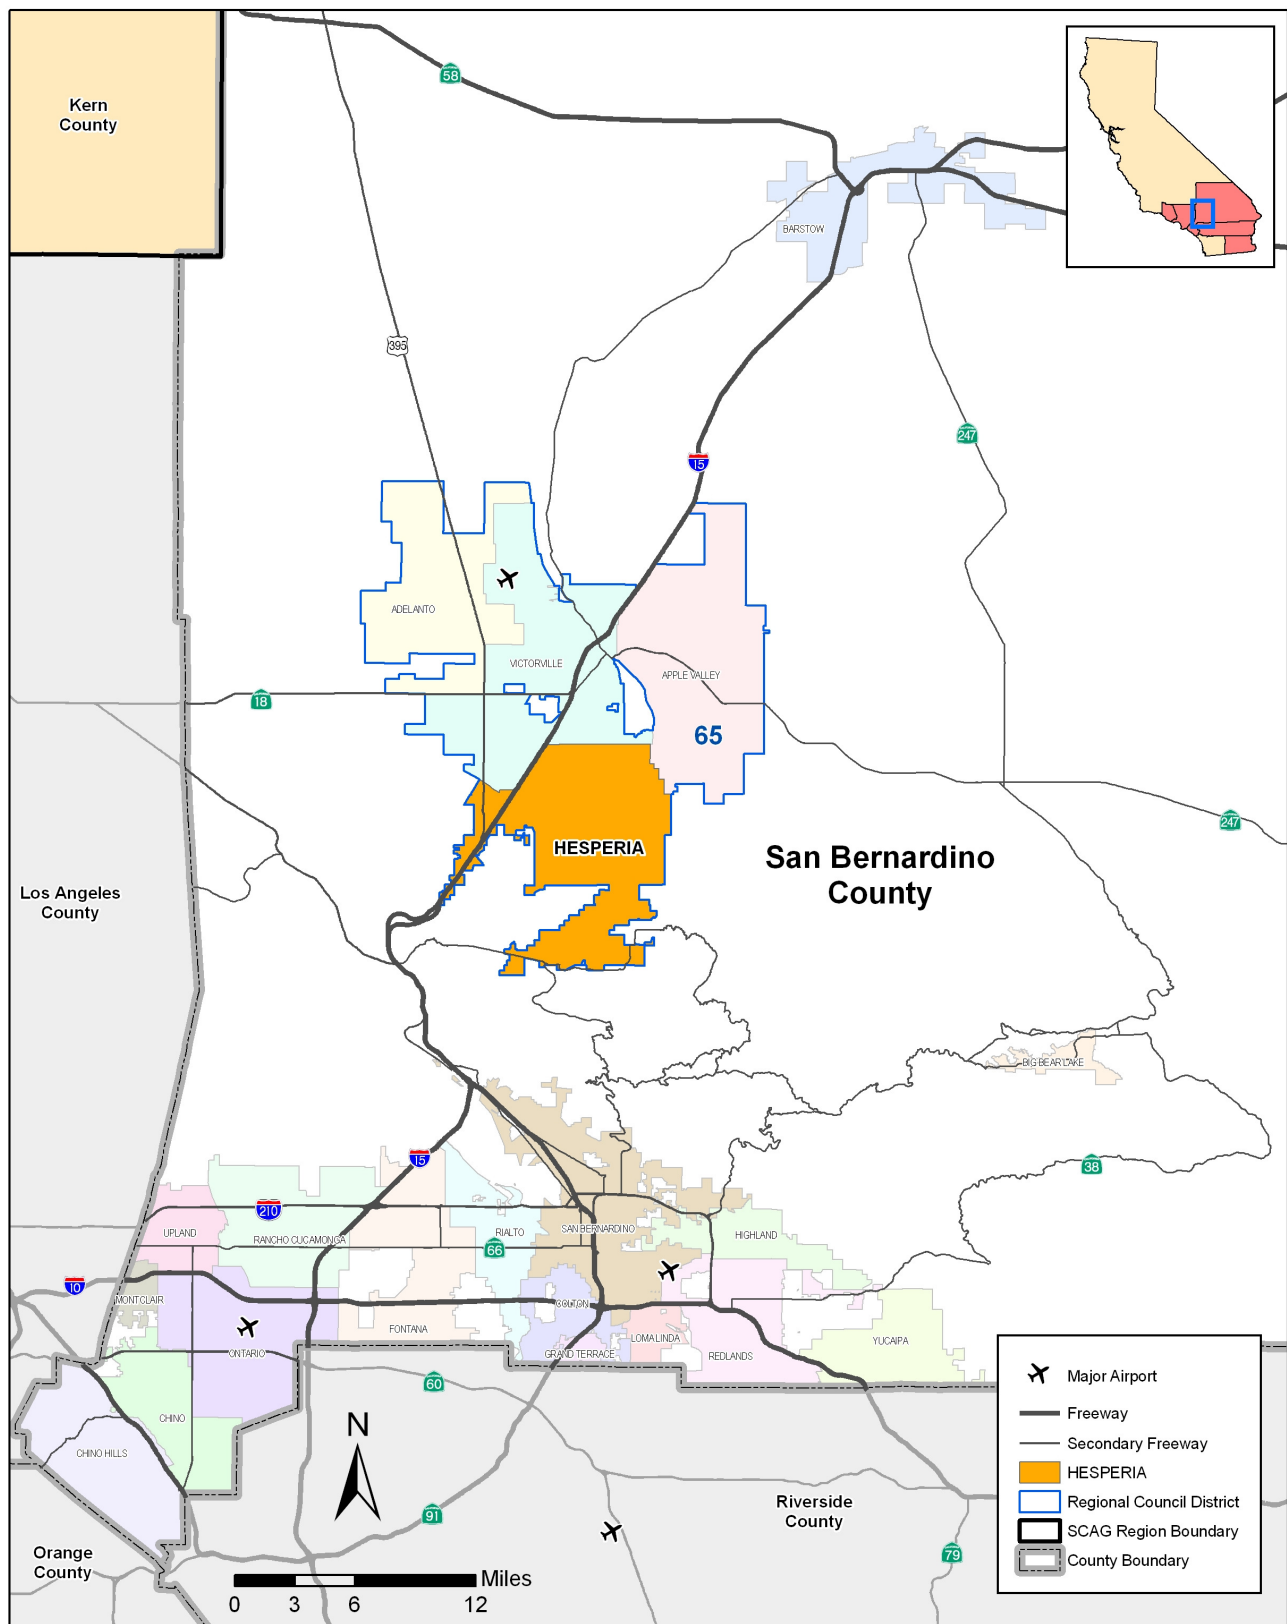 Kern
County
58
BARSTOW
395
247
15
ADELANTO
VICTORVILLE
APPLE VALLEY
18
65
247
HESPERIA
San Bernardino
County
Los Angeles
County
BIG BEAR LAKE
15
38
210
UPLAND
RANCHO CUCAMONGA
RIALTO
66
SAN BERNARDINO
HIGHLAND
10
MONTCLAIR
COLTON
FONTANA
ONTARIO
GRAND TERRACE
LOMA LINDA
REDLANDS
YUCAIPA
60
CHINO
CHINO HILLS
N
91
Riverside
County
79
Orange
County
Miles
0 3 6 12
Major Airport
Freeway
Secondary Freeway
HESPERIA
Regional Council District
SCAG Region Boundary
County Boundary